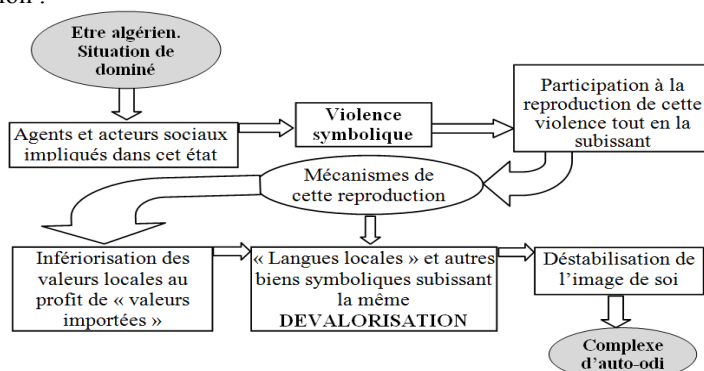 Etre algérien.
Situation de
dominé
Agents et acteurs sociaux
impliqués dans cet état
Violence
symbolique
Participation à la
reproduction de cette
violence tout en la
subissant
Mécanismes de
cette reproduction
Infériorisation des
valeurs locales au
profit de « valeurs
importées »
« Langues locales » et autres
biens symboliques subissant
la même
DEVALORISATION
Déstabilisation de
l'image de soi
Complexe
d'auto-odi